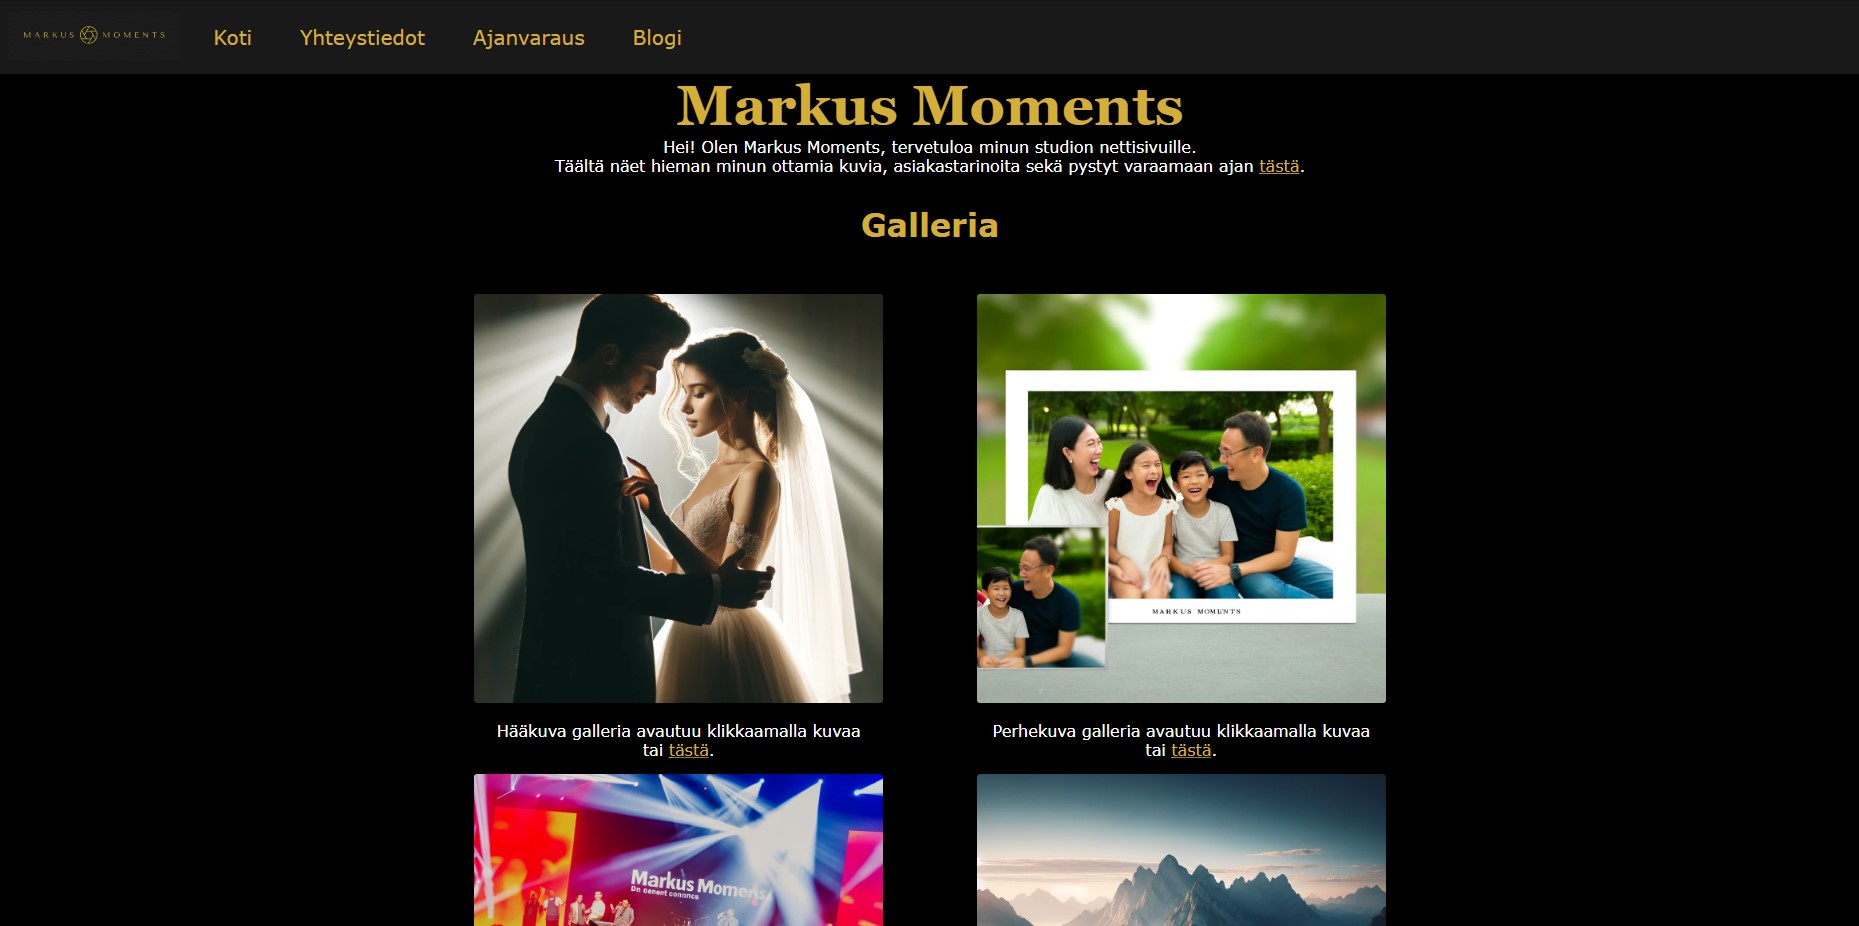 MARKUS MOMENTS
Koti
Yhteystiedot
Ajanvaraus
Blogi
Markus Moments
Hei! Olen Markus Moments, tervetuloa minun studion nettisivuille.
Täältä näet hieman minun ottamia kuvia, asiakastarinoita sekä pystyt varaamaan ajan tästä.
Galleria
MARKUS MOMENTS
Hääkuva galleria avautuu klikkaamalla kuvaa
tai tästä.
Perhekuva galleria avautuu klikkaamalla kuvaa
tai tästä.
Markus Momens